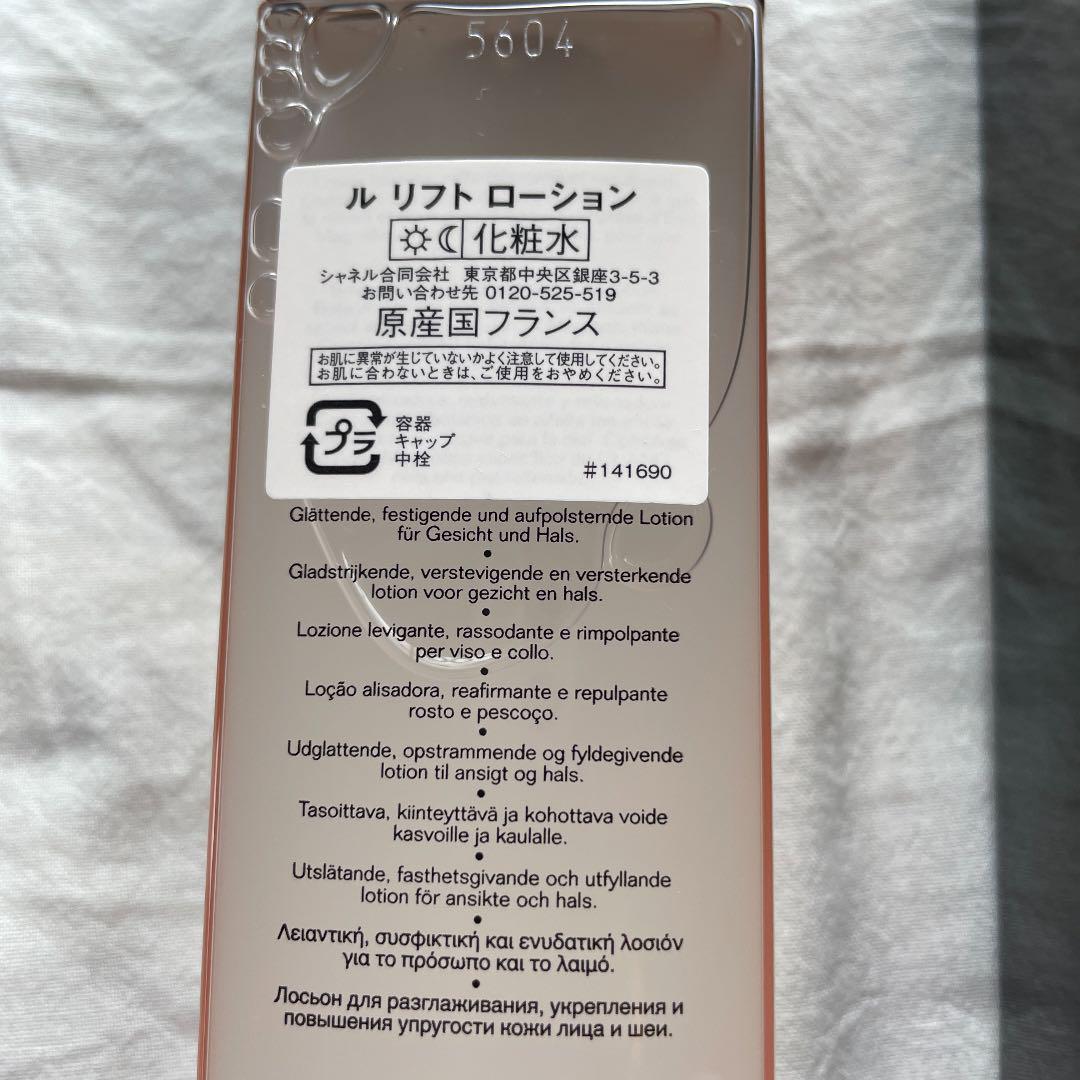 5604
ル リフト ローション
化粧水
シャネル合同会社 東京都中央区銀座3-5-3
お問い合わせ先 0120-525-519
原産国フランス
お肌に異常が生じていないかよく注意して使用してください。
お肌に合わないときは、ご使用をおやめください。
プラ
容器
キャップ
中栓
#141690
Glättende, festigende und aufpolsternde Lotion
für Gesicht und Hals.
•
Gladstrijkende, verstevigende en versterkende
lotion voor gezicht en hals.
•
Lozione levigante, rassodante e rimpolpante
per viso e collo.
•
Loção alisadora, reafirmante e repulpante
rosto e pescoço.
•
Udglattende, opstrammende og fyldegivende
lotion til ansigt og hals.
•
Tasoittava, kiinteyttävä ja kohottava voide
kasvoille ja kaulalle.
•
Utslätande, fasthetsgivande och utfyllande
lotion för ansikte och hals.
•
Λειαντική, συσφικτική και ενυδατική λοσιόν
για το πρόσωπο και το λαιμό.
•
Лосьон для разглаживания, укрепления и
повышения упругости кожи лица и шеи.